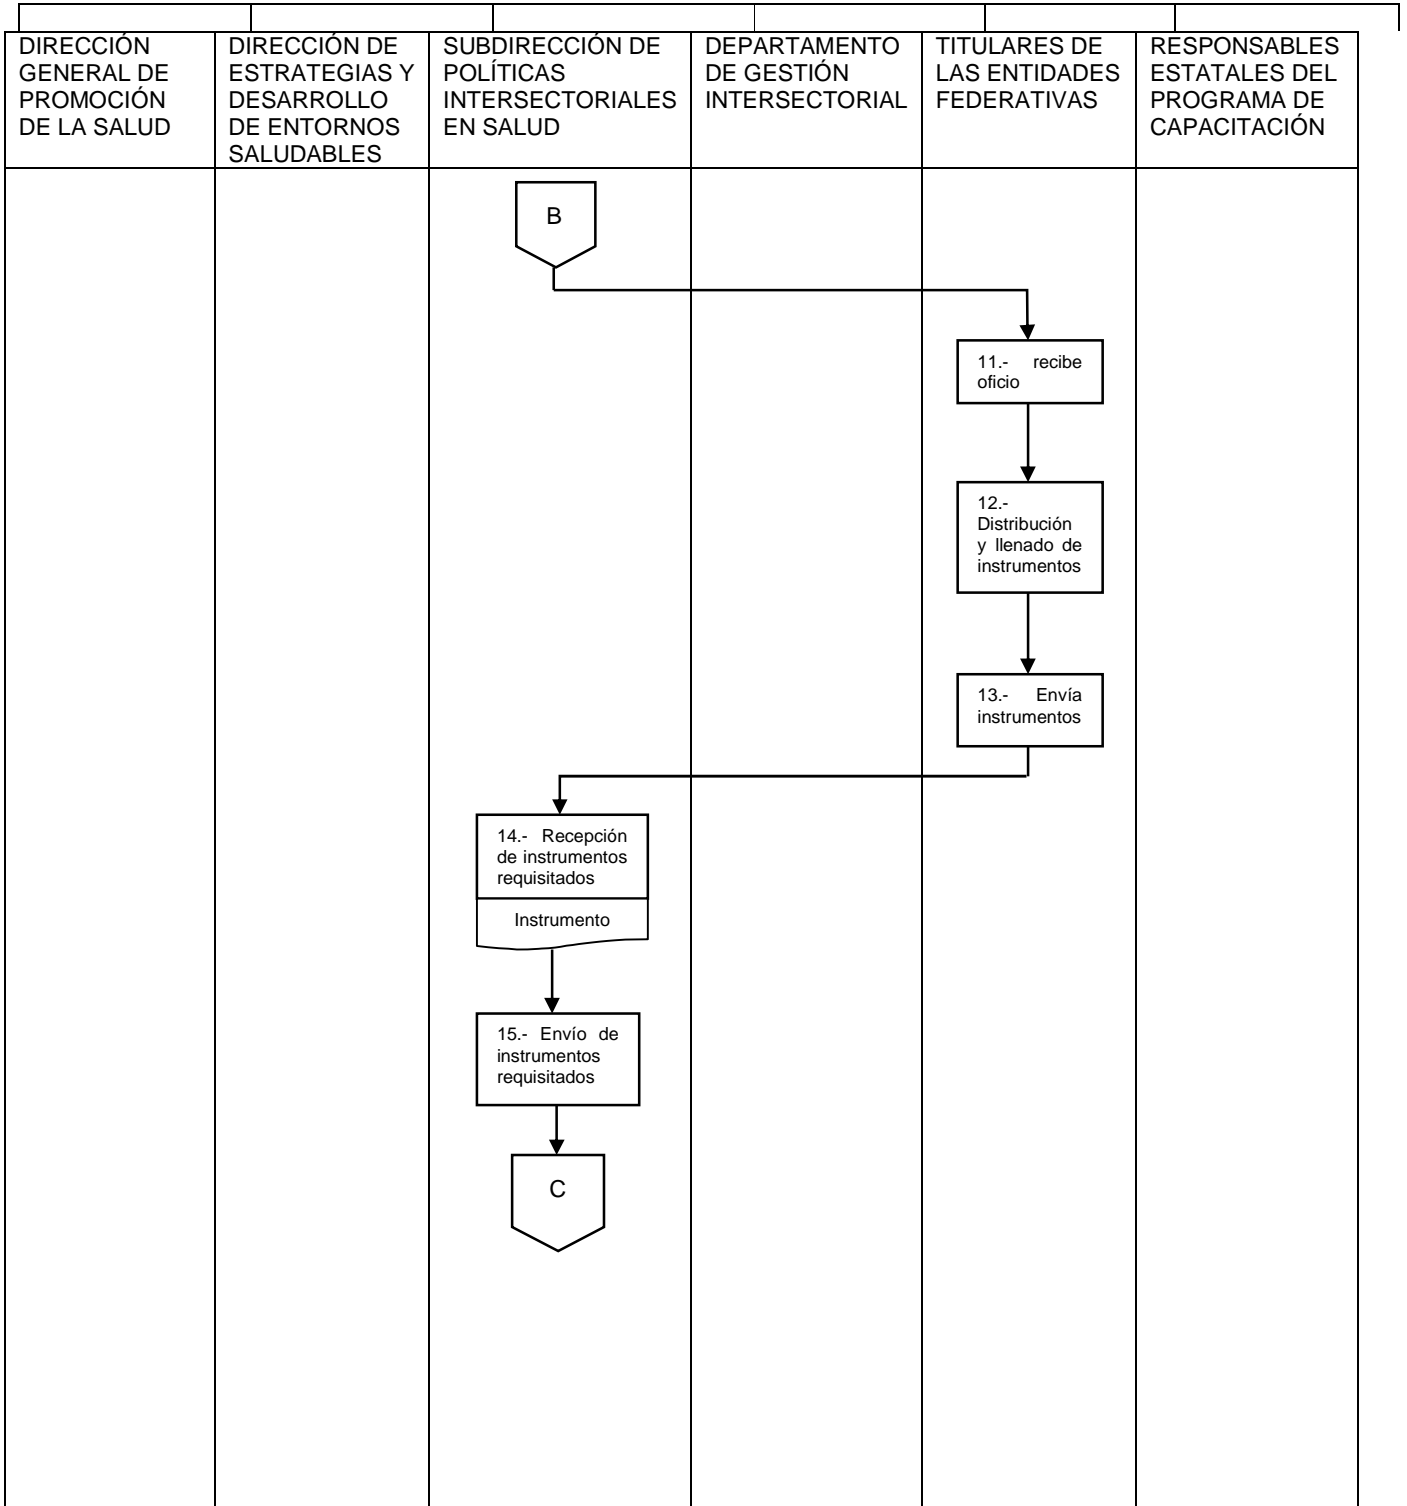 DIRECCIÓN
GENERAL DE
PROMOCIÓN
DE LA SALUD
DIRECCIÓN DE
ESTRATEGIAS Y
DESARROLLO
DE ENTORNOS
SALUDABLES
SUBDIRECCIÓN DE
POLÍTICAS
INTERSECTORIALES
EN SALUD
DEPARTAMENTO
DE GESTIÓN
INTERSECTORIAL
TITULARES DE
LAS ENTIDADES
FEDERATIVAS
RESPONSABLES
ESTATALES DEL
PROGRAMA DE
CAPACITACIÓN
B
11.- recibe
oficio
12.-
Distribución
y llenado de
instrumentos
13.- Envía
instrumentos
14.- Recepción
de instrumentos
requisitados
Instrumento
15.- Envío de
instrumentos
requisitados
C